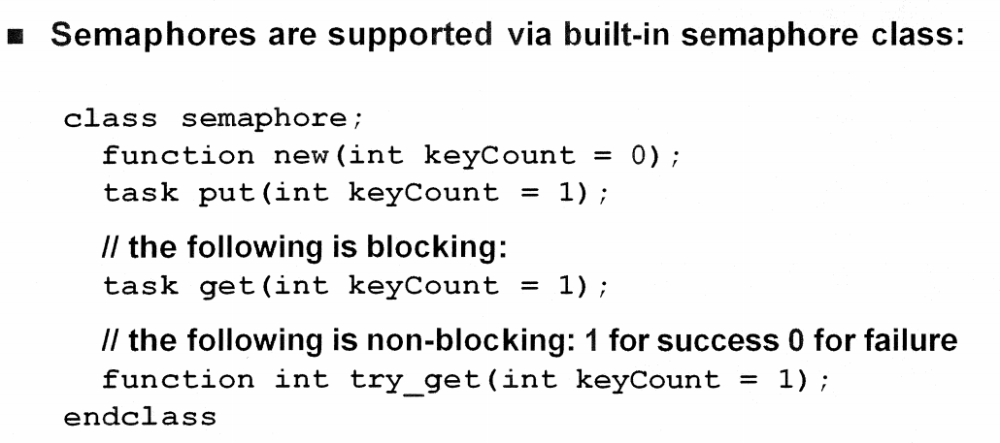 ■ Semaphores are supported via built-in semaphore class:
class semaphore;
function new(int keyCount = 0);
task put(int keyCount = 1);
// the following is blocking:
task get(int keyCount = 1);
// the following is non-blocking: 1 for success 0 for failure
function int try_get(int keyCount = 1);
endclass